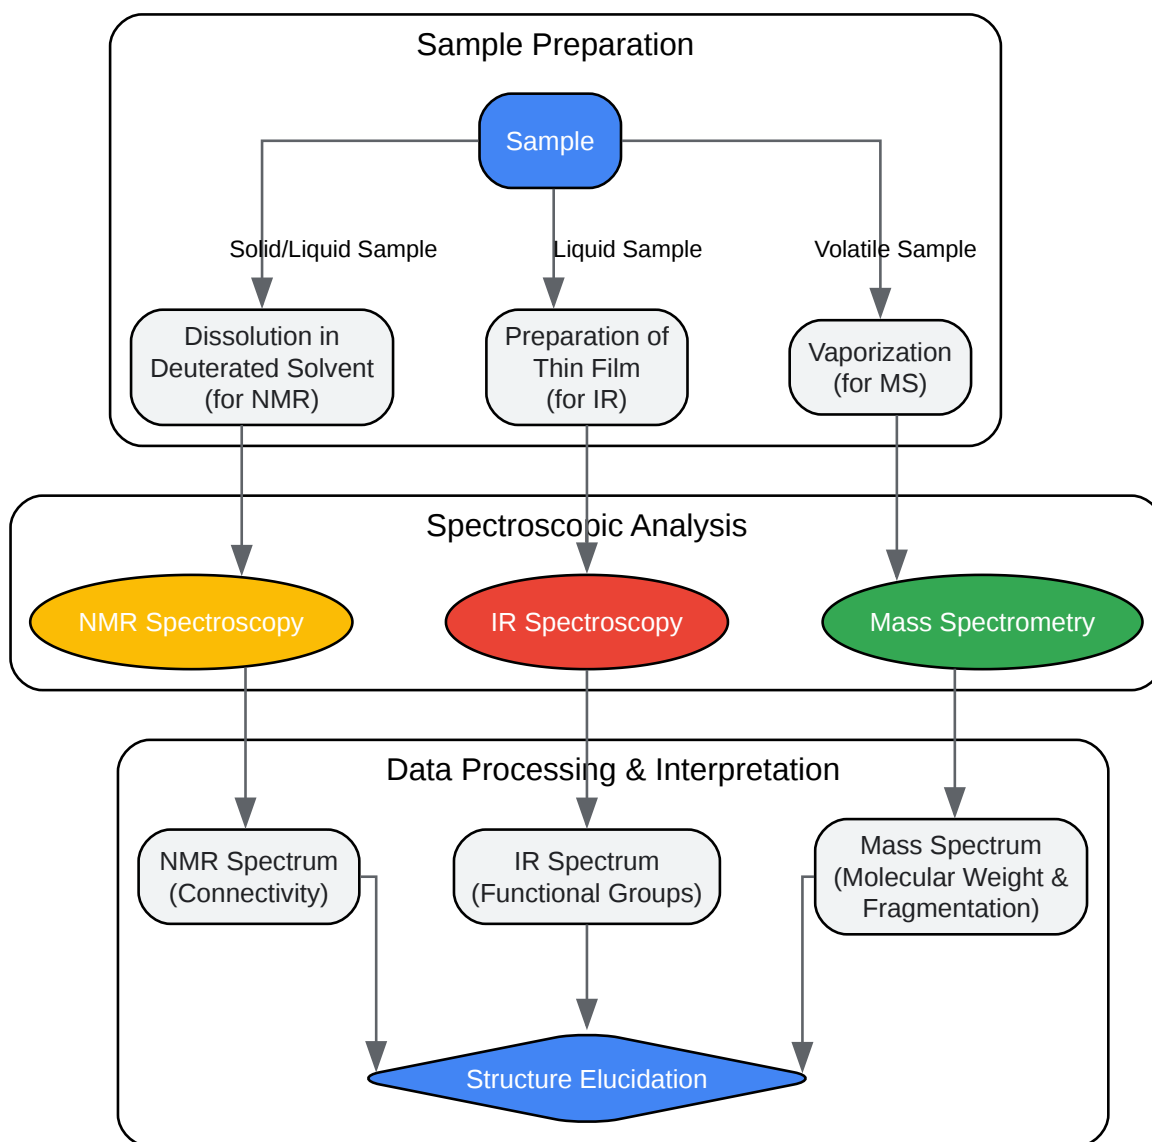 Sample Preparation
Sample
Solid/Liquid Sample
Liquid Sample
Volatile Sample
Dissolution in
Deuterated Solvent
(for NMR)
Preparation of
Thin Film
(for IR)
Vaporization
(for MS)
Spectroscopic Analysis
NMR Spectroscopy
IR Spectroscopy
Mass Spectrometry
Data Processing & Interpretation
NMR Spectrum
(Connectivity)
IR Spectrum
(Functional Groups)
Mass Spectrum
(Molecular Weight &
Fragmentation)
Structure Elucidation